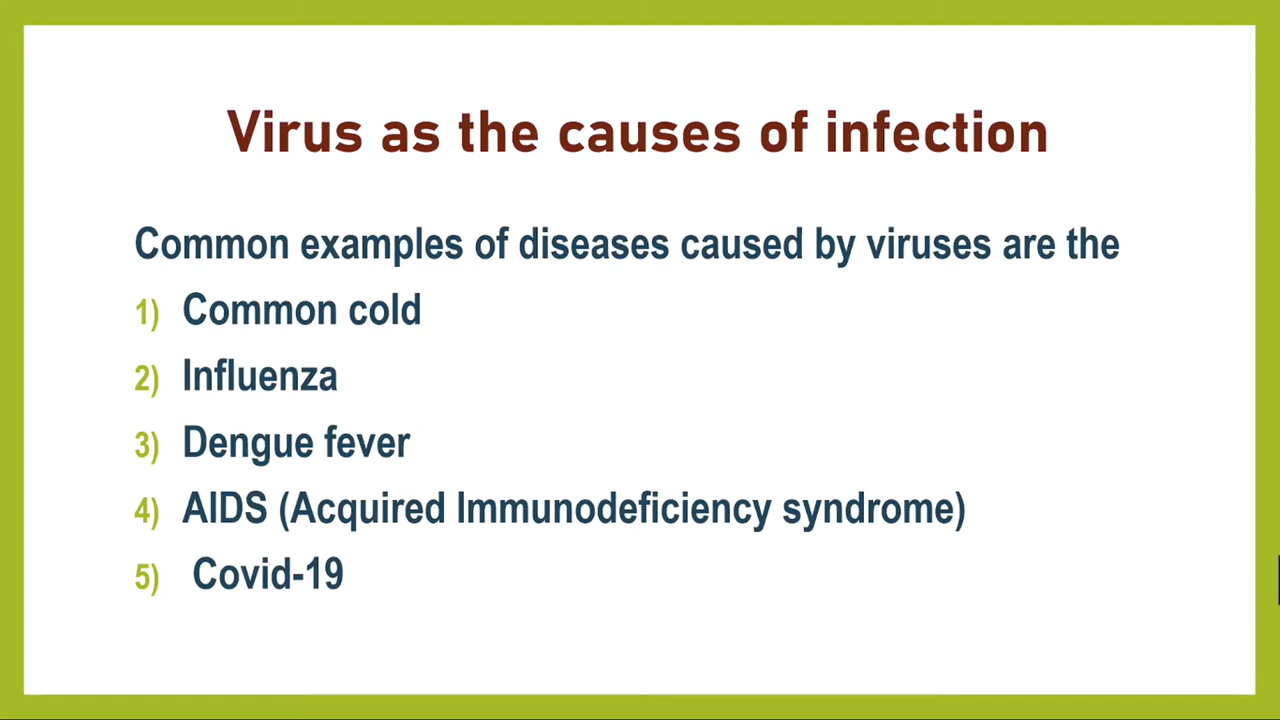 Virus as the causes of infection
Common examples of diseases caused by viruses are the
1) Common cold
2) Influenza
3) Dengue fever
4) AIDS (Acquired Immunodeficiency syndrome)
5) Covid-19